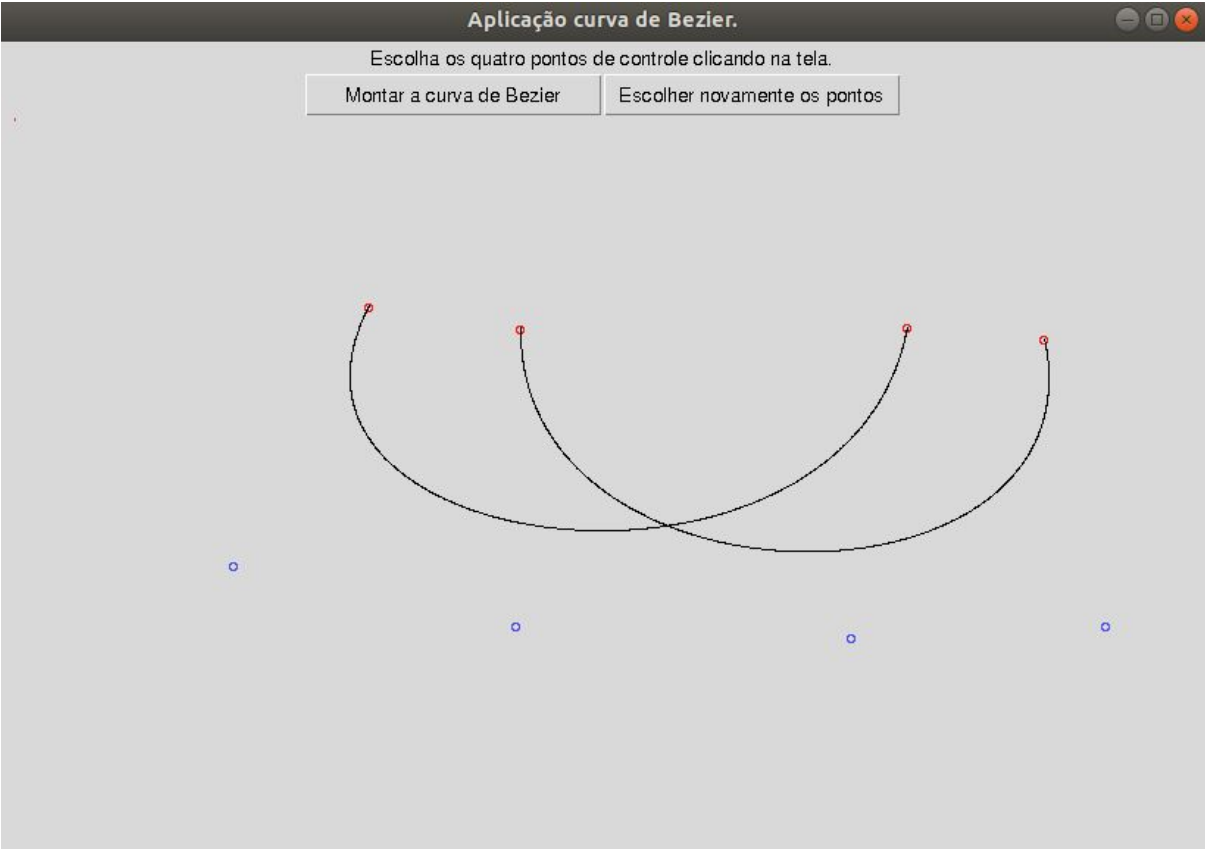 Aplicação curva de Bezier.
Escolha os quatro pontos de controle clicando na tela.
Montar a curva de Bezier
Escolher novamente os pontos